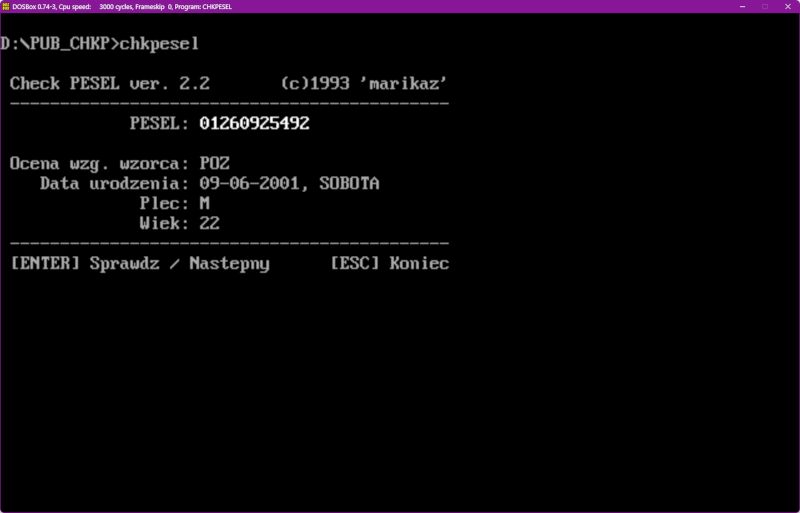 DOSBox 0.74-3, Cpu speed: 3000 cycles, Frameskip 0, Program: CHKPESEL
D:\PUB_CHKP>chkpesel
Check PESEL ver. 2.2 (c)1993 'marikaz'
--------------------------------------------
PESEL: 01260925492
Ocena wzg. wzorca: POZ
Data urodzenia: 09-06-2001, SOBOTA
Plec: M
Wiek: 22
--------------------------------------------
[ENTER] Sprawdz / Nastepny [ESC] Koniec